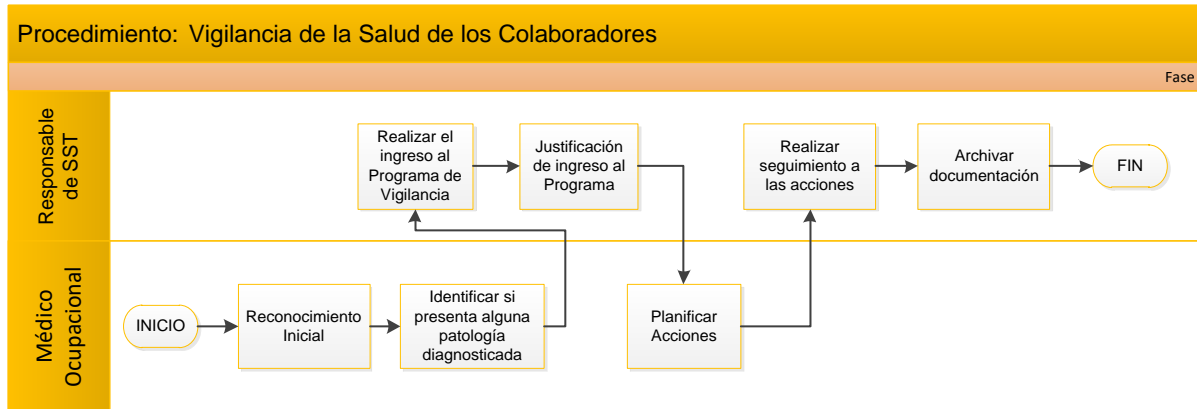 Procedimiento: Vigilancia de la Salud de los Colaboradores
Fase
Responsable
de SST
Realizar el
ingreso al
Programa de
Vigilancia
Justificación
de ingreso al
Programa
Realizar
seguimiento a
las acciones
Archivar
documentación
FIN
Médico
Ocupacional
INICIO
Reconocimiento
Inicial
Identificar si
presenta alguna
patología
diagnosticada
Planificar
Acciones